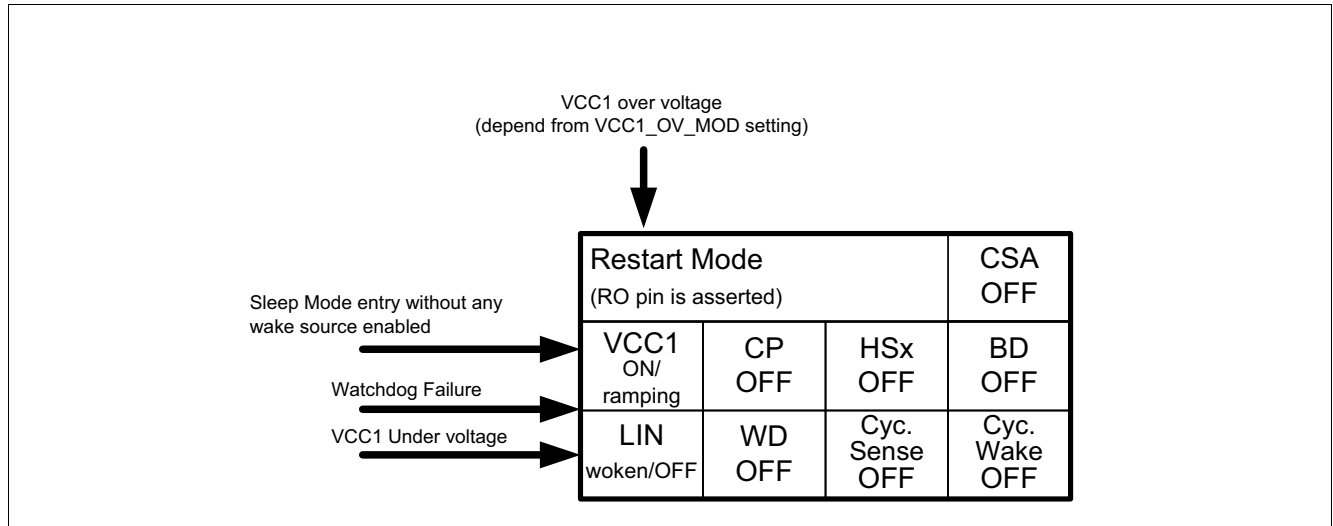 VCC1 over voltage
(depend from VCC1_OV_MOD setting)
Restart Mode
(RO pin is asserted)
CSA
OFF
Sleep Mode entry without any
wake source enabled
VCC1
ON/
ramping
CP
OFF
HSx
OFF
BD
OFF
Watchdog Failure
VCC1 Under voltage
LIN
woken/OFF
WD
OFF
Cyc.
Sense
OFF
Cyc.
Wake
OFF